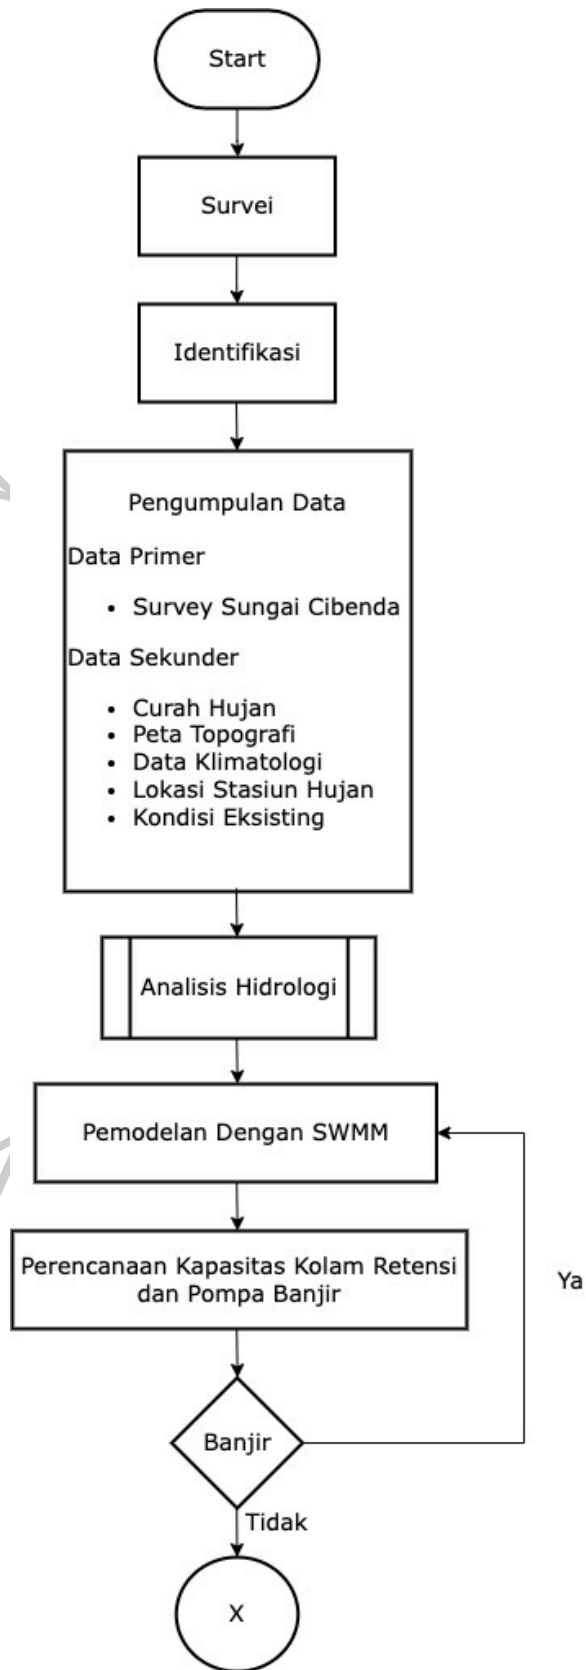 Start
Survei
Identifikasi
Pengumpulan Data
Data Primer
• Survey Sungai Cibenda
Data Sekunder
• Curah Hujan
• Peta Topografi
• Data Klimatologi
• Lokasi Stasiun Hujan
• Kondisi Eksisting
Analisis Hidrologi
Pemodelan Dengan SWMM
Perencanaan Kapasitas Kolam Retensi
dan Pompa Banjir
Ya
Banjir
Tidak
X